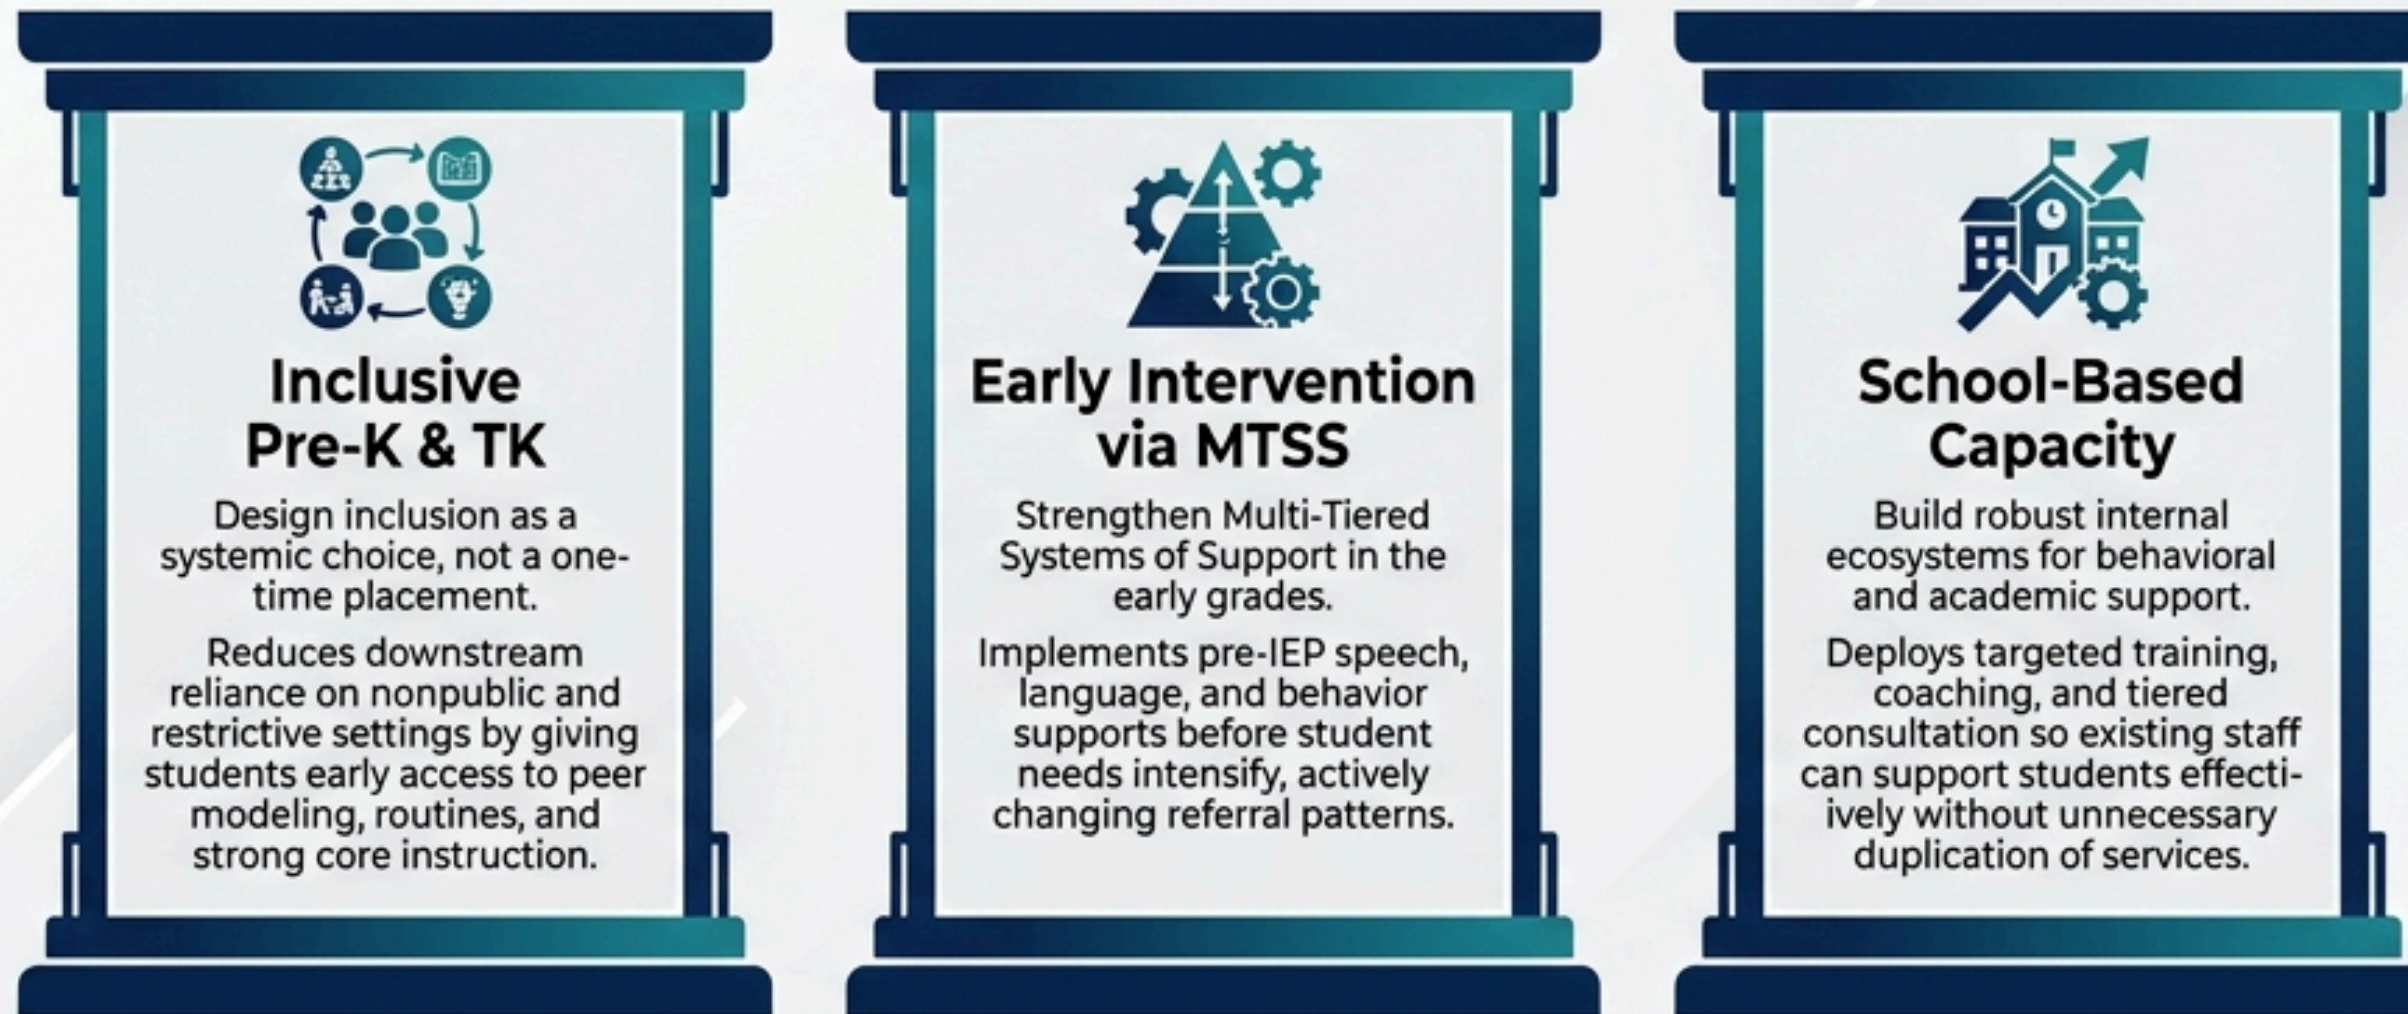 Inclusive
Pre-K & TK
Design inclusion as a
systemic choice, not a one-
time placement.
Reduces downstream
reliance on nonpublic and
restrictive settings by giving
students early access to peer
modeling, routines, and
strong core instruction.
Early Intervention
via MTSS
Strengthen Multi-Tiered
Systems of Support in the
early grades.
Implements pre-IEP speech,
language, and behavior
supports before student
needs intensify, actively
changing referral patterns.
School-Based
Capacity
Build robust internal
ecosystems for behavioral
and academic support.
Deploys targeted training,
coaching, and tiered
consultation so existing staff
can support students effecti-
ively without unnecessary
duplication of services.